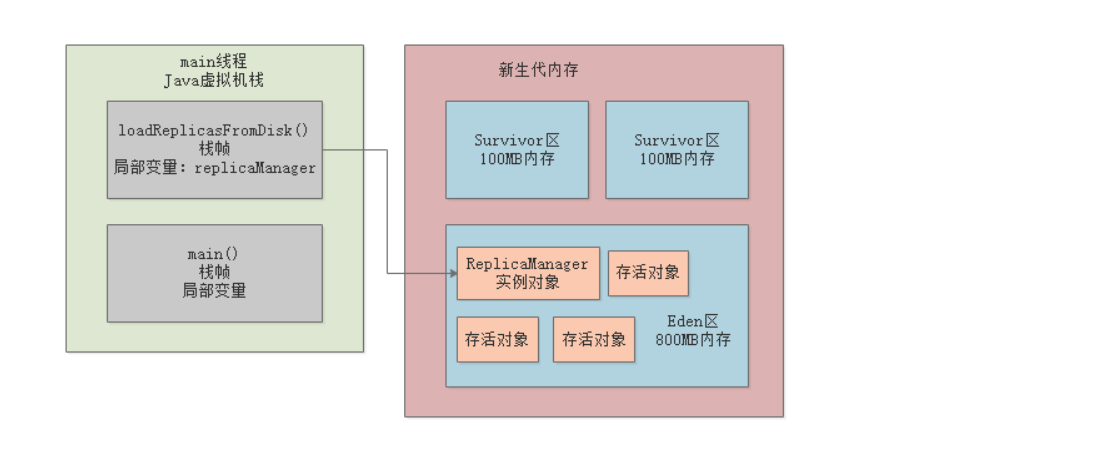 main线程
Java虚拟机栈
loadReplicasFromDisk()
栈帧
局部变量：replicaManager
main()
栈帧
局部变量
新生代内存
Survivor区
100MB内存
Survivor区
100MB内存
ReplicaManager
实例对象
存活对象
存活对象
存活对象
Eden区
800MB内存